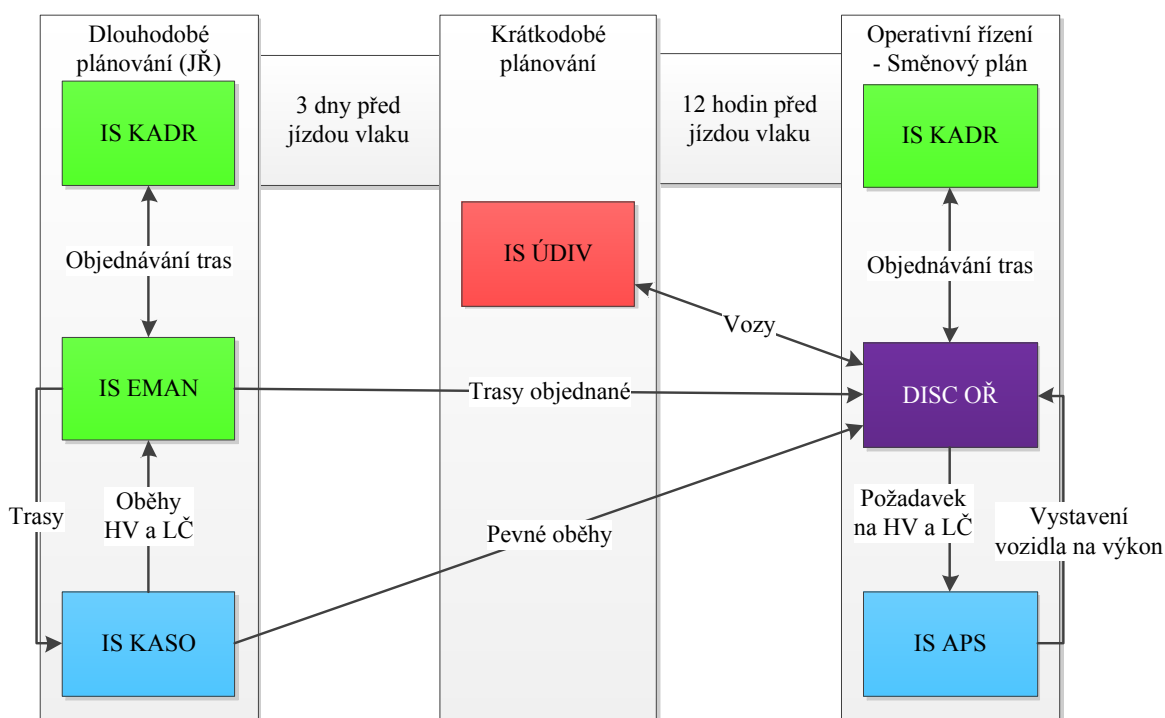 Dlouhodobé
plánování (JŘ)
Krátkodobé
plánování
Operativní řízení
- Směnový plán
3 dny před
jízdou vlaku
12 hodin před
jízdou vlaku
IS KADR
IS KADR
IS ÚDIV
Objednávání tras
Objednávání tras
Vozy
IS EMAN
Trasy objednané
DISC OŘ
Trasy
Oběhy
HV a LČ
Pevné oběhy
Požadavek
na HV a LČ
Vystavení
vozidla na výkon
IS KASO
IS APS